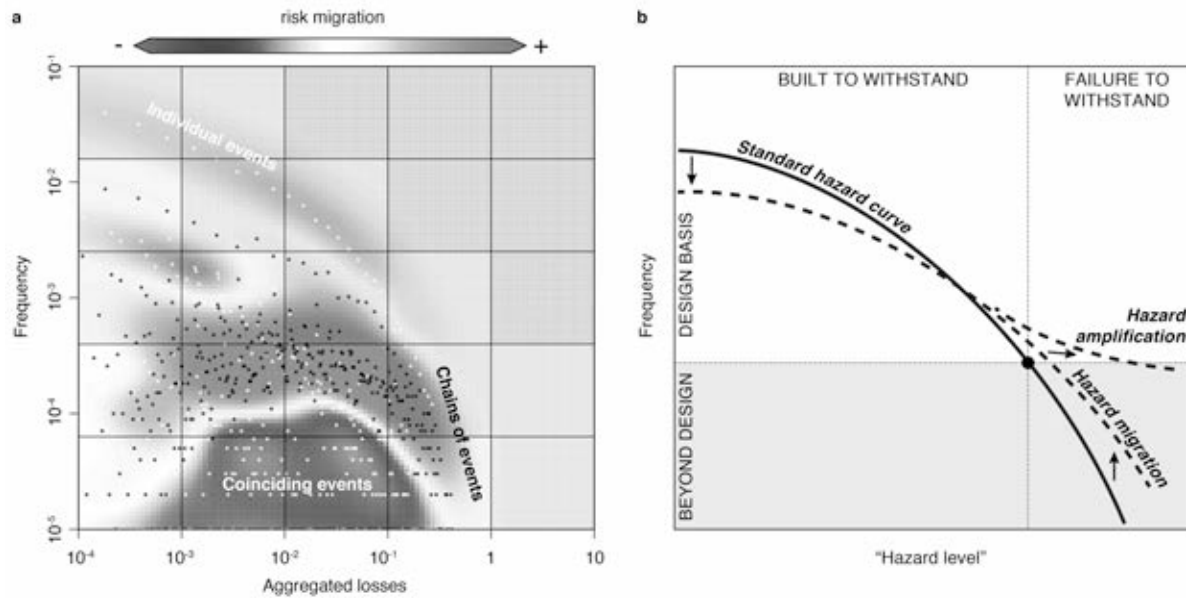 a
risk migration
- +
Individual events
Chains of events
Coinciding events
10⁻¹
10⁻²
10⁻³
10⁻⁴
10⁻⁵
Frequency
10⁻⁴ 10⁻³ 10⁻² 10⁻¹ 1 10
Aggregated losses
b
BUILT TO WITHSTAND
FAILURE TO
WITHSTAND
Standard hazard curve
Hazard
amplification
Hazard migration
DESIGN BASIS
BEYOND DESIGN
Frequency
“Hazard level”